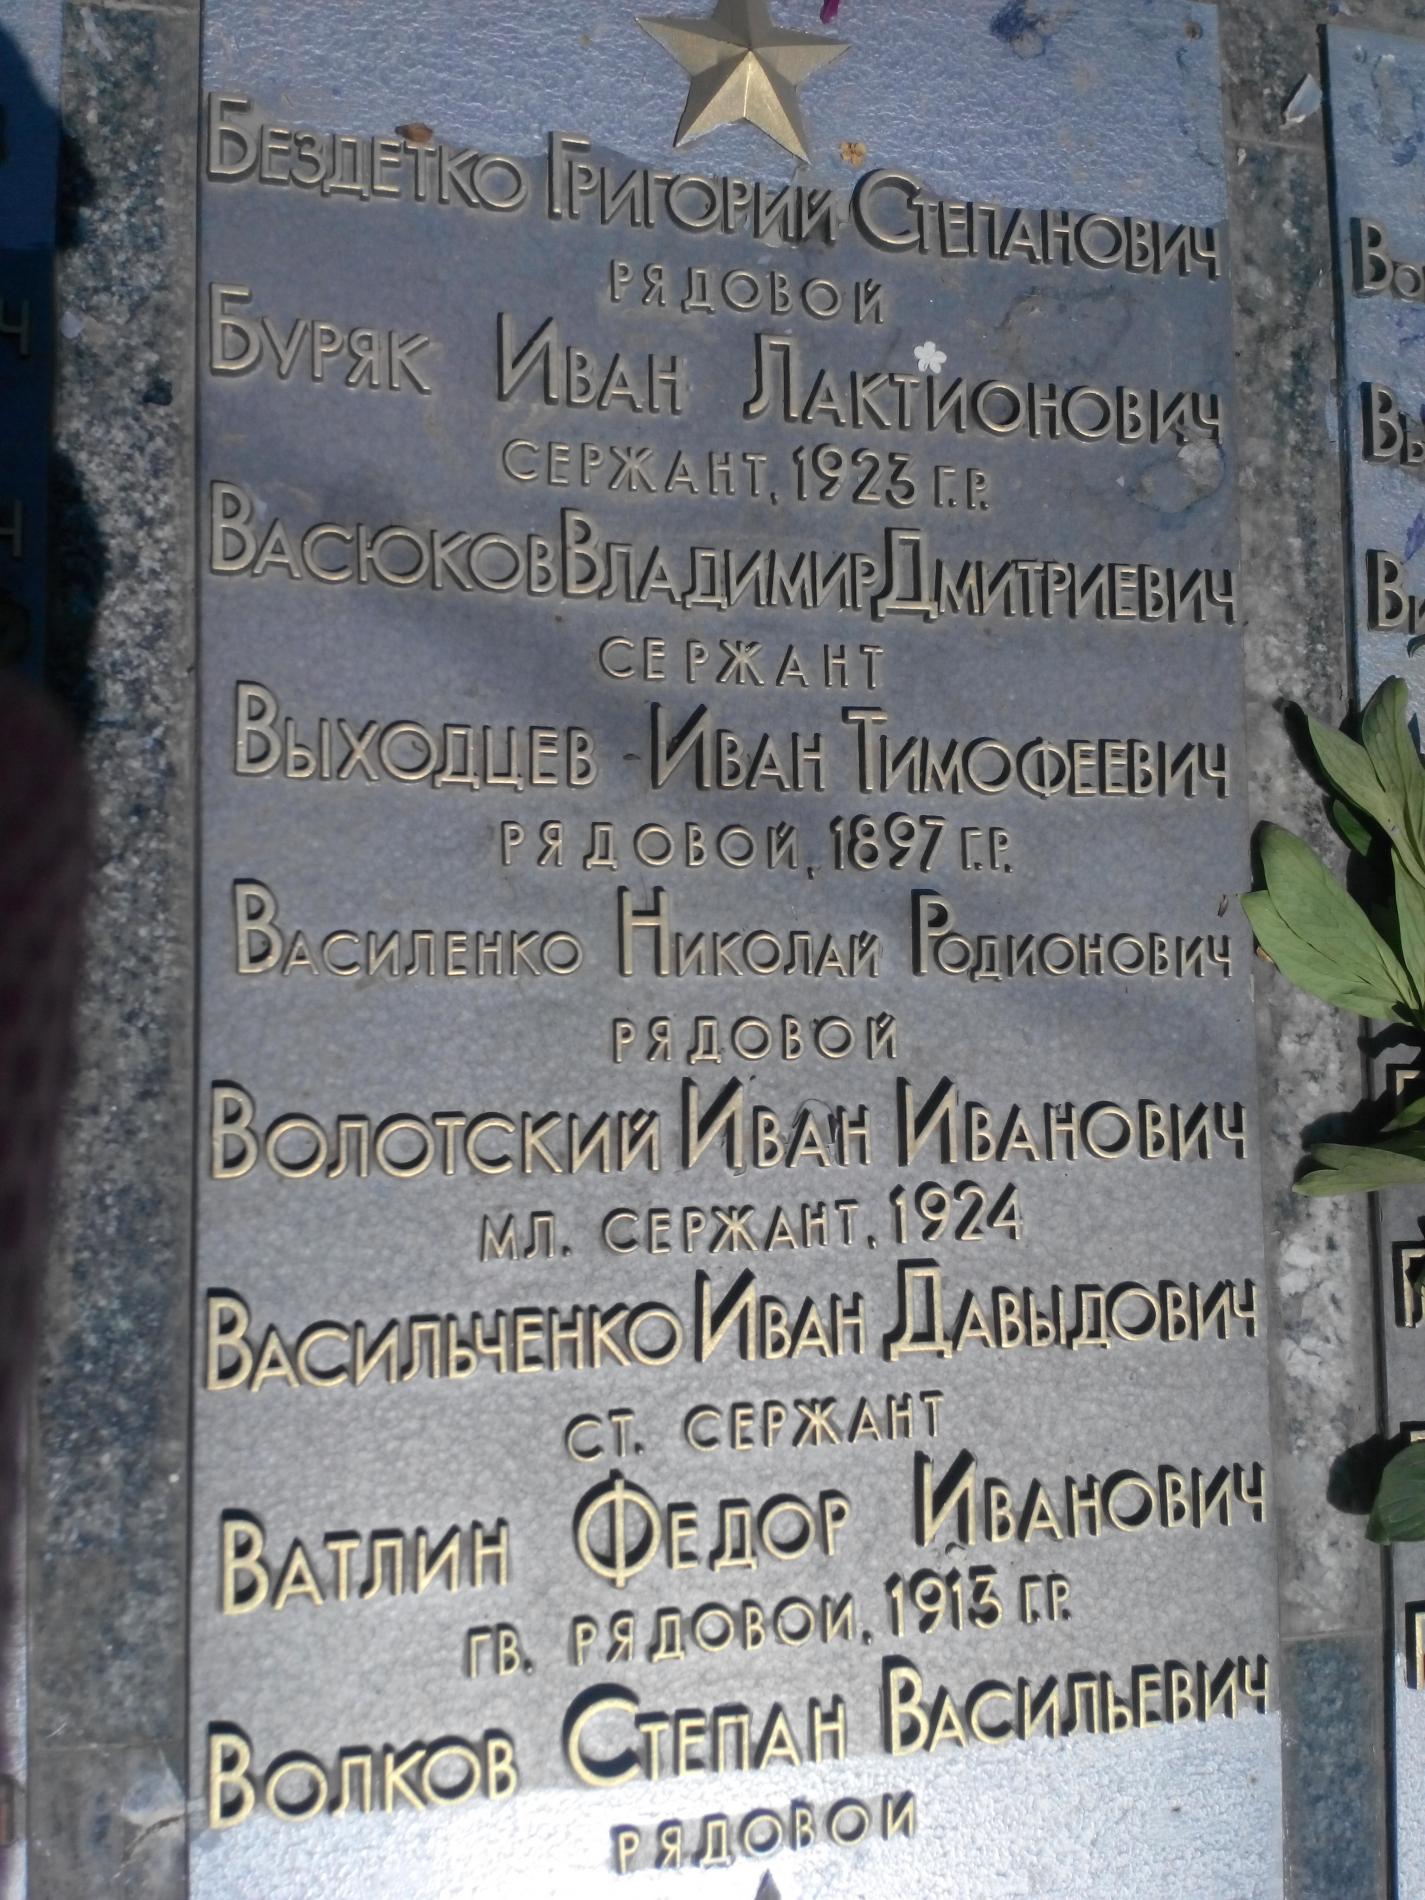 Бездетко Григорий Степанович
рядовой
Буряк Иван Лактионович
сержант, 1923 г.р.
Васюков Владимир Дмитриевич
сержант
Выходцев Иван Тимофеевич
рядовой, 1897 г.р.
Василенко Николай Родионович
рядовой
Волотский Иван Иванович
мл. сержант, 1924
Васильченко Иван Давыдович
ст. сержант
Ватлин Федор Иванович
гв. рядовой, 1913 г.р.
Волков Степан Васильевич
рядовой